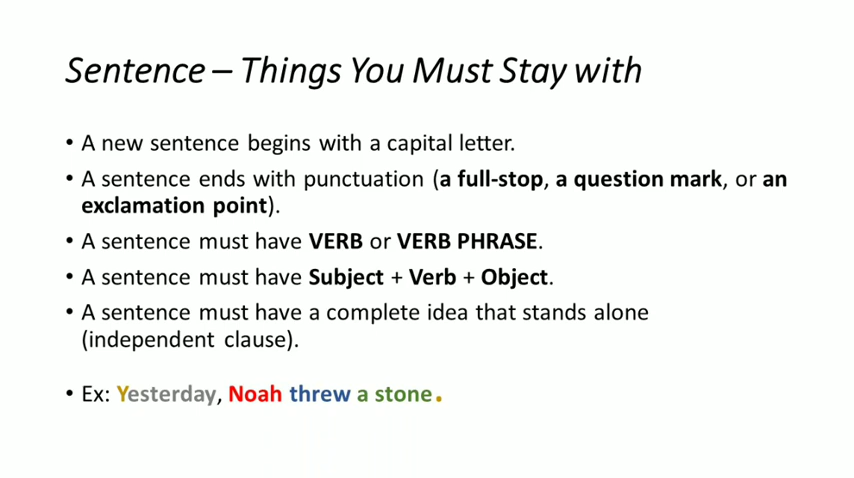 Sentence – Things You Must Stay with
• A new sentence begins with a capital letter.
• A sentence ends with punctuation (a full-stop, a question mark, or an
exclamation point).
• A sentence must have VERB or VERB PHRASE.
• A sentence must have Subject + Verb + Object.
• A sentence must have a complete idea that stands alone
(independent clause).
• Ex: Yesterday, Noah threw a stone.